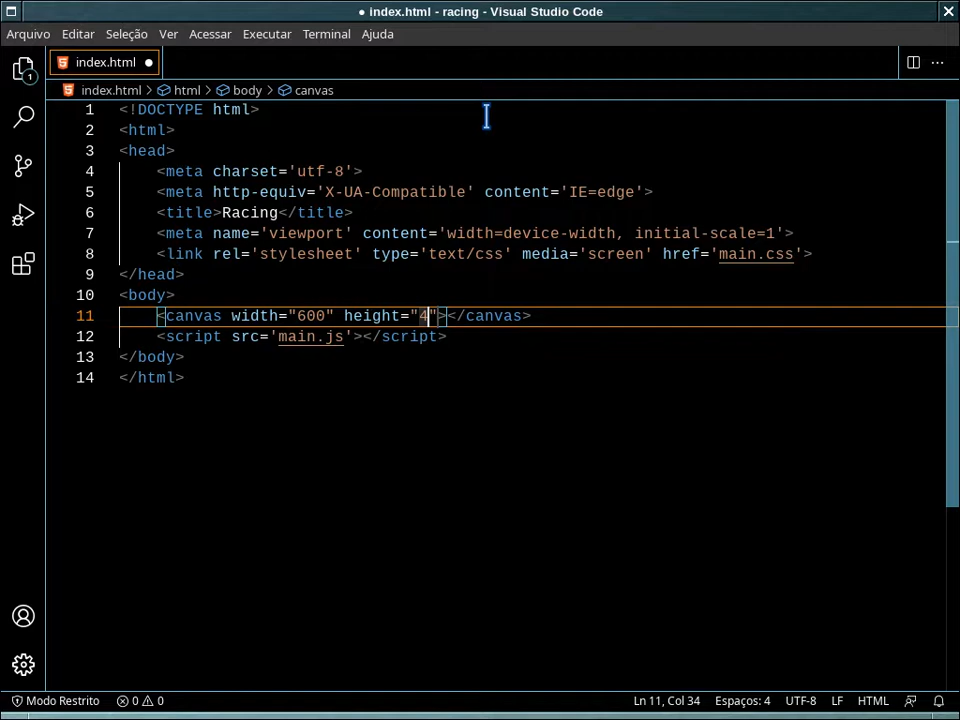 ● index.html - racing - Visual Studio Code
Arquivo Editar Seleção Ver Acessar Executar Terminal Ajuda
index.html
index.html > html > body > canvas
1 <!DOCTYPE html>
2 <html>
3 <head>
4 <meta charset='utf-8'>
5 <meta http-equiv='X-UA-Compatible' content='IE=edge'>
6 <title>Racing</title>
7 <meta name='viewport' content='width=device-width, initial-scale=1'>
8 <link rel='stylesheet' type='text/css' media='screen' href='main.css'>
9 </head>
10 <body>
11 <canvas width="600" height="4"></canvas>
12 <script src='main.js'></script>
13 </body>
14 </html>
1
Modo Restrito 0 0 Ln 11, Col 34 Espaços: 4 UTF-8 LF HTML